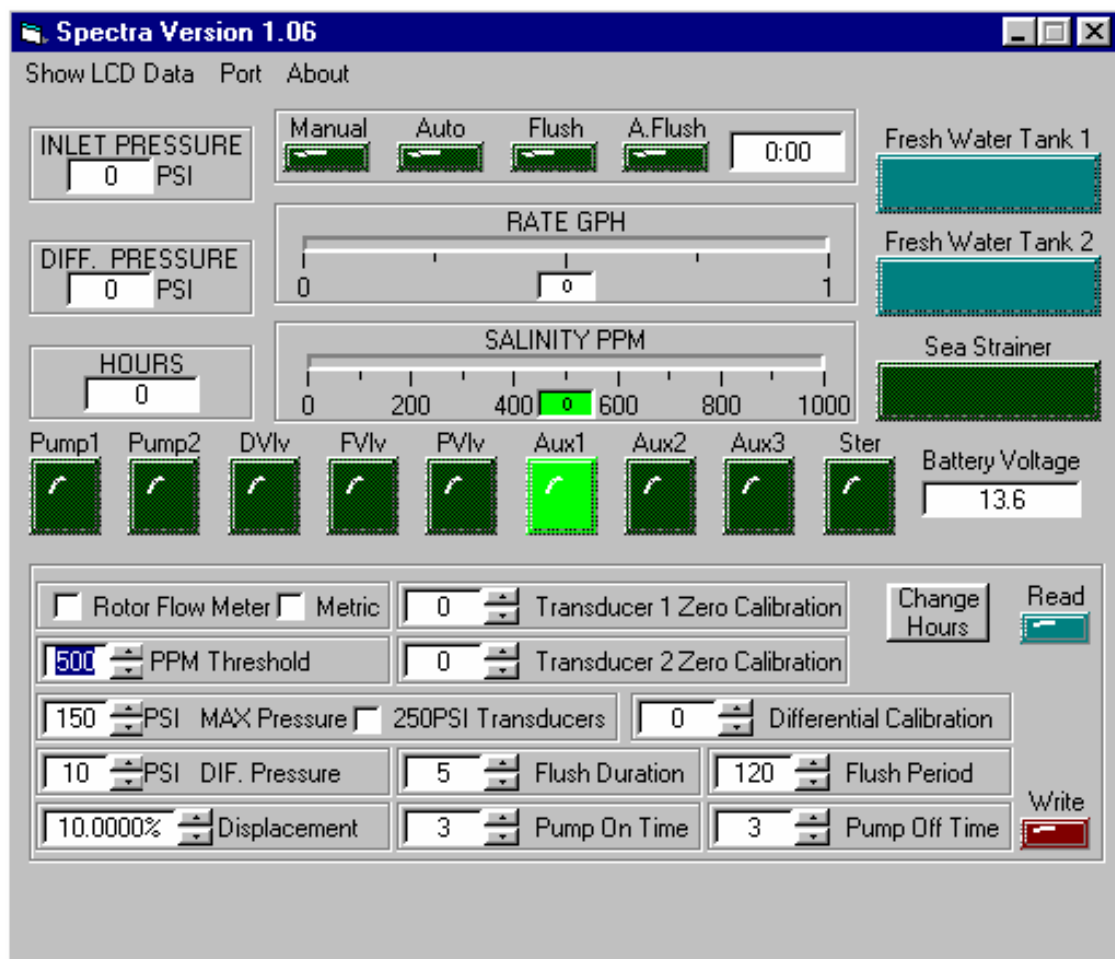 Spectra Version 1.06
Show LCD Data Port About
INLET PRESSURE
0 PSI
Manual Auto Flush A.Flush
0:00
Fresh Water Tank 1
RATE GPH
0 0 1
DIFF. PRESSURE
0 PSI
Fresh Water Tank 2
SALINITY PPM
0 200 400 0 600 800 1000
HOURS
0
Sea Strainer
Pump1 Pump2 DVlv FVlv PVlv Aux1 Aux2 Aux3 Ster
Battery Voltage
13.6
Rotor Flow Meter Metric
0 Transducer 1 Zero Calibration
Change
Hours
Read
500 PPM Threshold
0 Transducer 2 Zero Calibration
150 PSI MAX Pressure 250PSI Transducers
0 Differential Calibration
10 PSI DIF. Pressure
5 Flush Duration
120 Flush Period
10.0000% Displacement
3 Pump On Time
3 Pump Off Time
Write